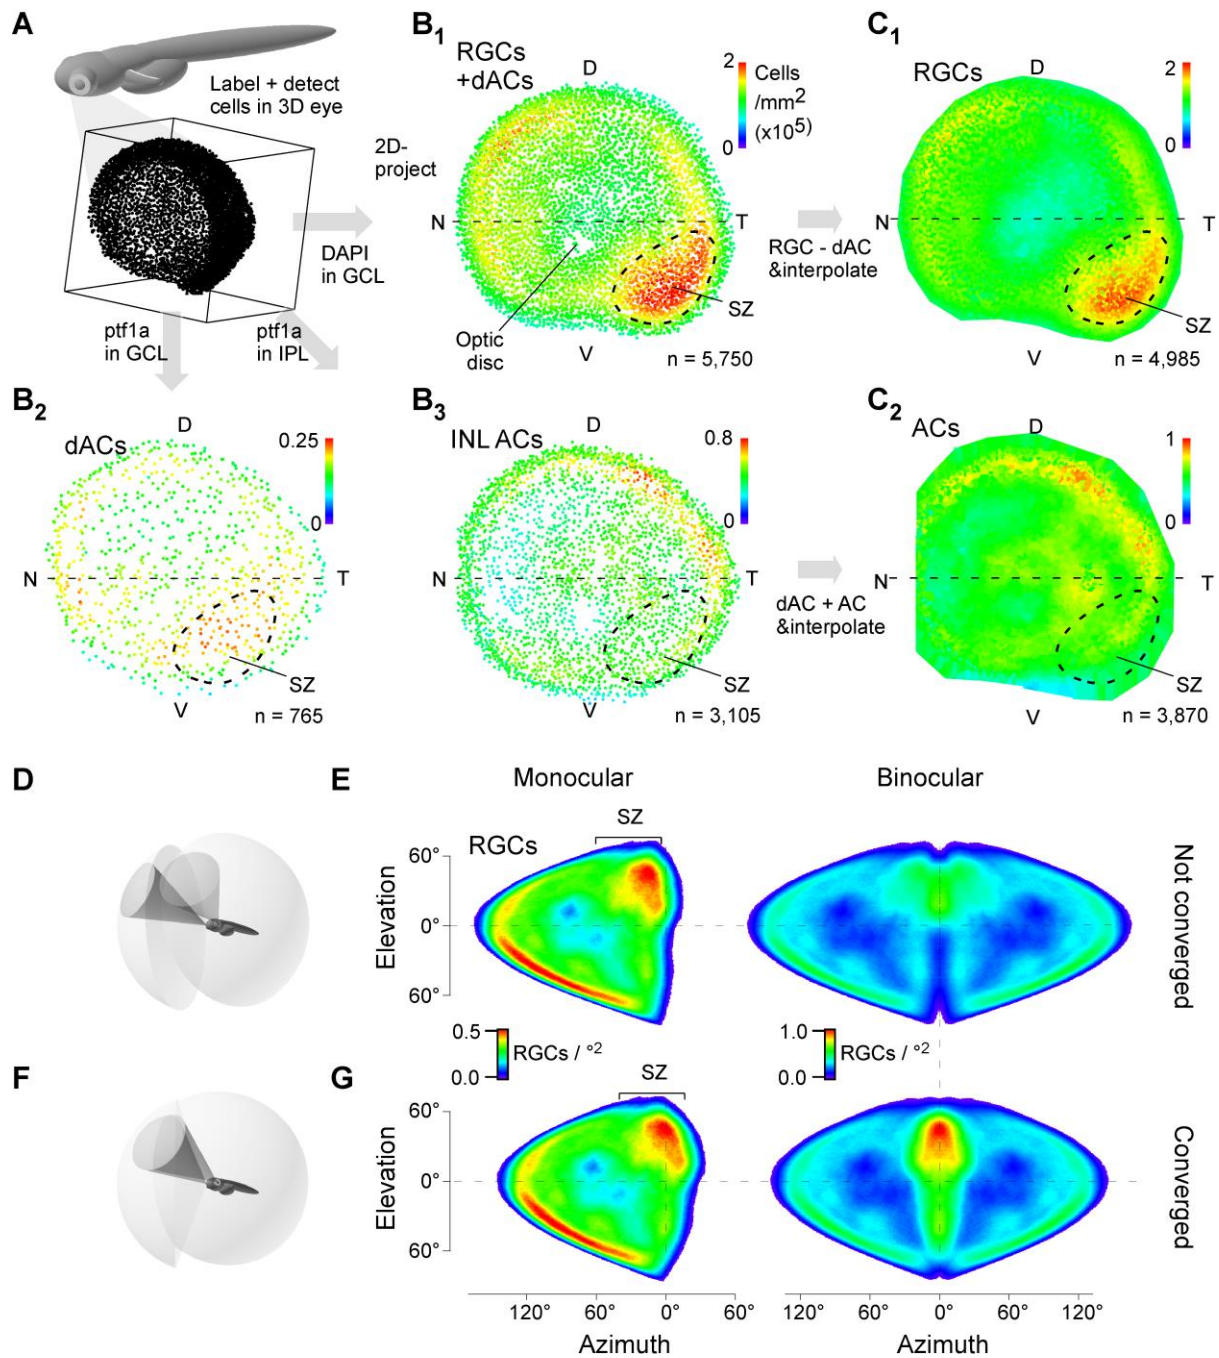 A
Label + detect
cells in 3D eye
2D-
project
DAPI
in GCL
ptf1a
in GCL
ptf1a
in IPL
B1
RGCs
+dACs
D
2
Cells
/mm2
(x105)
0
N
T
SZ
Optic
disc
V
n = 5,750
RGC - dAC
&interpolate
C1
RGCs
D
2
0
N
T
SZ
V
n = 4,985
B2
dACs
D
0.25
0
N
T
SZ
V
n = 765
B3
INL ACs
D
0.8
0
N
T
SZ
V
n = 3,105
dAC + AC
&interpolate
C2
ACs
D
1
0
N
T
SZ
V
n = 3,870
D
E
Monocular
Binocular
SZ
RGCs
60°
0°
60°
Elevation
Not converged
0.5
0.0
RGCs / °2
1.0
0.0
RGCs / °2
F
G
SZ
60°
0°
60°
Elevation
Converged
120° 60° 0° 60°
Azimuth
120° 60° 0° 60° 120°
Azimuth